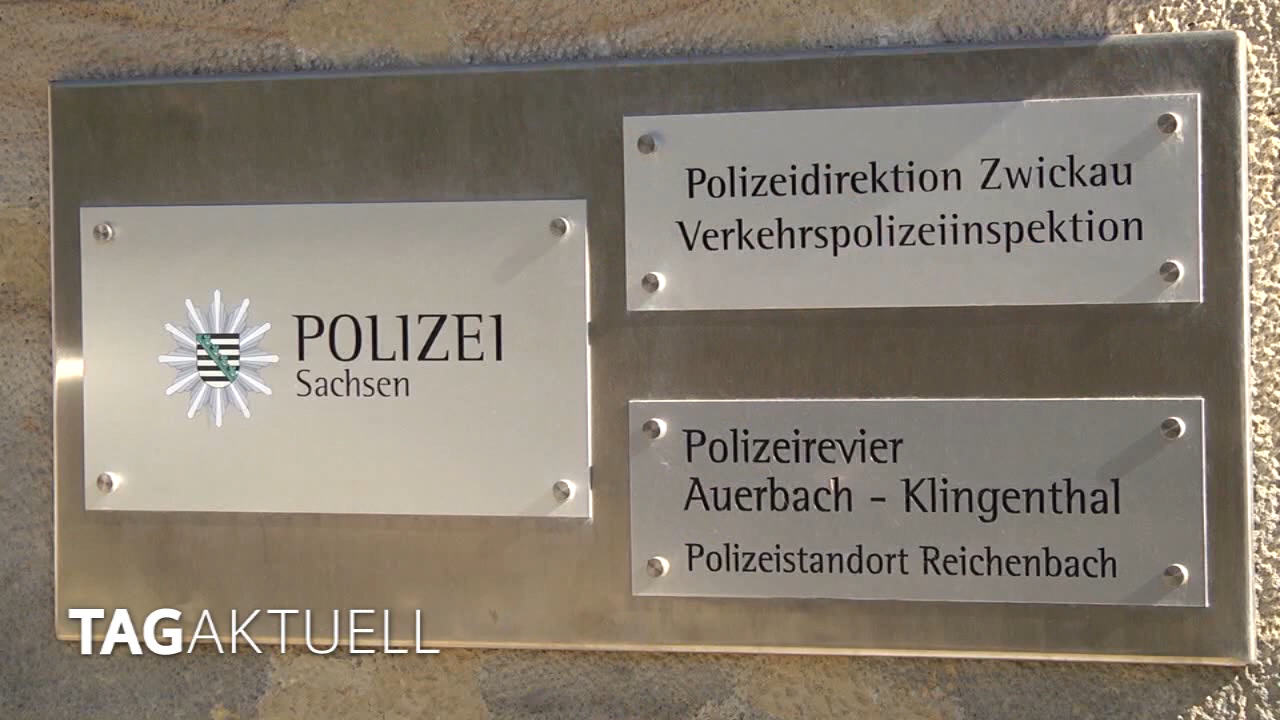 POLIZEI
Sachsen
Polizeidirektion Zwickau
Verkehrspolizeiinspektion
Polizeirevier
Auerbach - Klingenthal
Polizeistandort Reichenbach
TAGAKTUELL